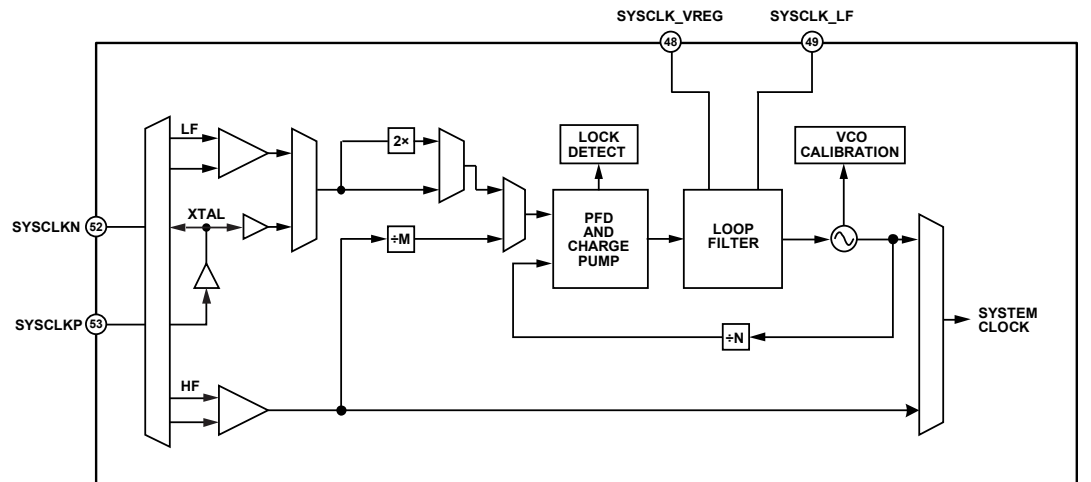 SYSCLK_VREG
SYSCLK_LF
48
49
LF
2×
LOCK
DETECT
VCO
CALIBRATION
SYSCLKN
52
XTAL
PFD
AND
CHARGE
PUMP
LOOP
FILTER
÷M
SYSCLKP
53
÷N
SYSTEM
CLOCK
HF